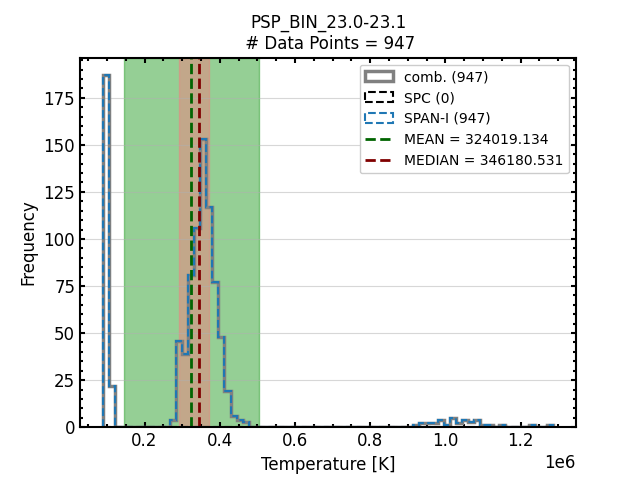 PSP_BIN_23.0-23.1
# Data Points = 947
comb. (947)
SPC (0)
SPAN-I (947)
MEAN = 324019.134
MEDIAN = 346180.531
Frequency
175
150
125
100
75
50
25
0
0.2 0.4 0.6 0.8 1.0 1.2
1e6
Temperature [K]